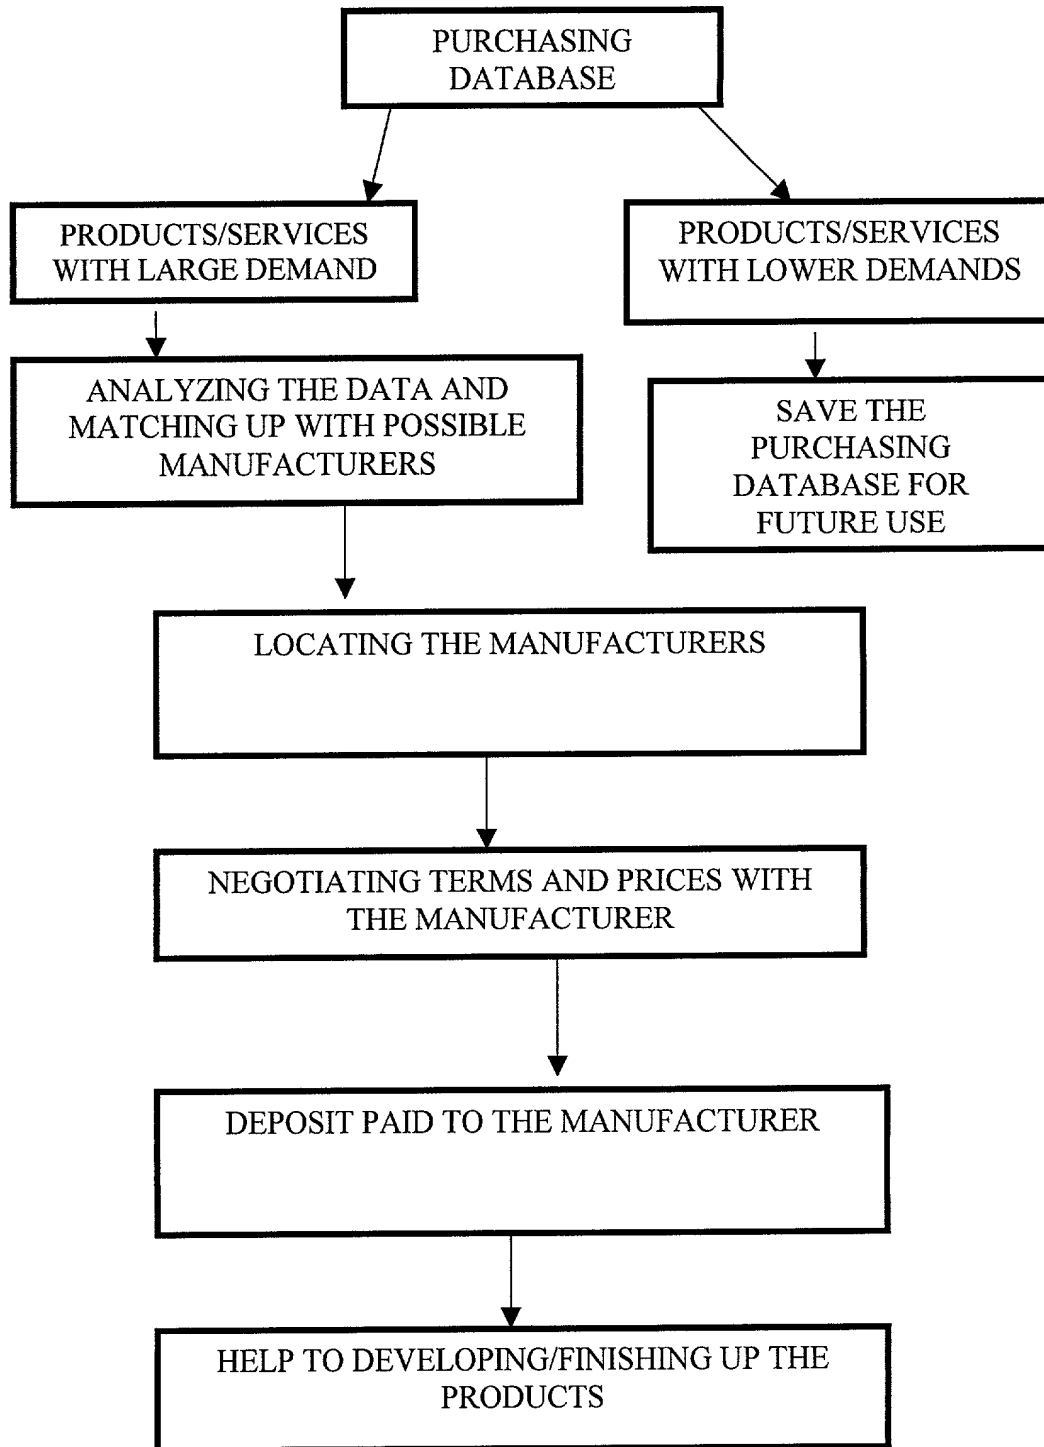 PURCHASING
DATABASE
PRODUCTS/SERVICES
WITH LARGE DEMAND
PRODUCTS/SERVICES
WITH LOWER DEMANDS
ANALYZING THE DATA AND
MATCHING UP WITH POSSIBLE
MANUFACTURERS
SAVE THE
PURCHASING
DATABASE FOR
FUTURE USE
LOCATING THE MANUFACTURERS
NEGOTIATING TERMS AND PRICES WITH
THE MANUFACTURER
DEPOSIT PAID TO THE MANUFACTURER
HELP TO DEVELOPING/FINISHING UP THE
PRODUCTS